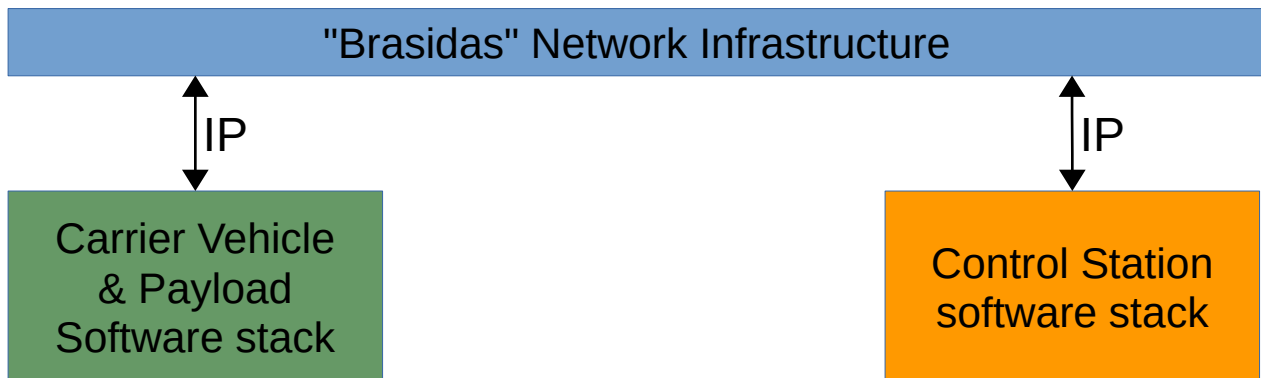 "Brasidas" Network Infrastructure
IP
IP
Carrier Vehicle
& Payload
Software stack
Control Station
software stack